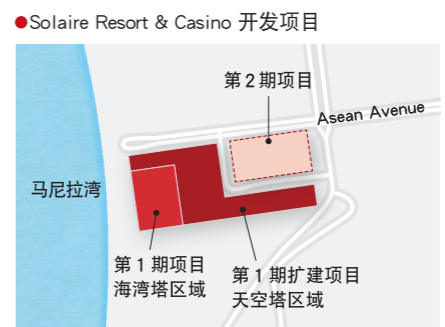 ●Solaire Resort & Casino 开发项目
第2期项目
Asean Avenue
马尼拉湾
第1期项目
海湾塔区域
第1期扩建项目
天空塔区域